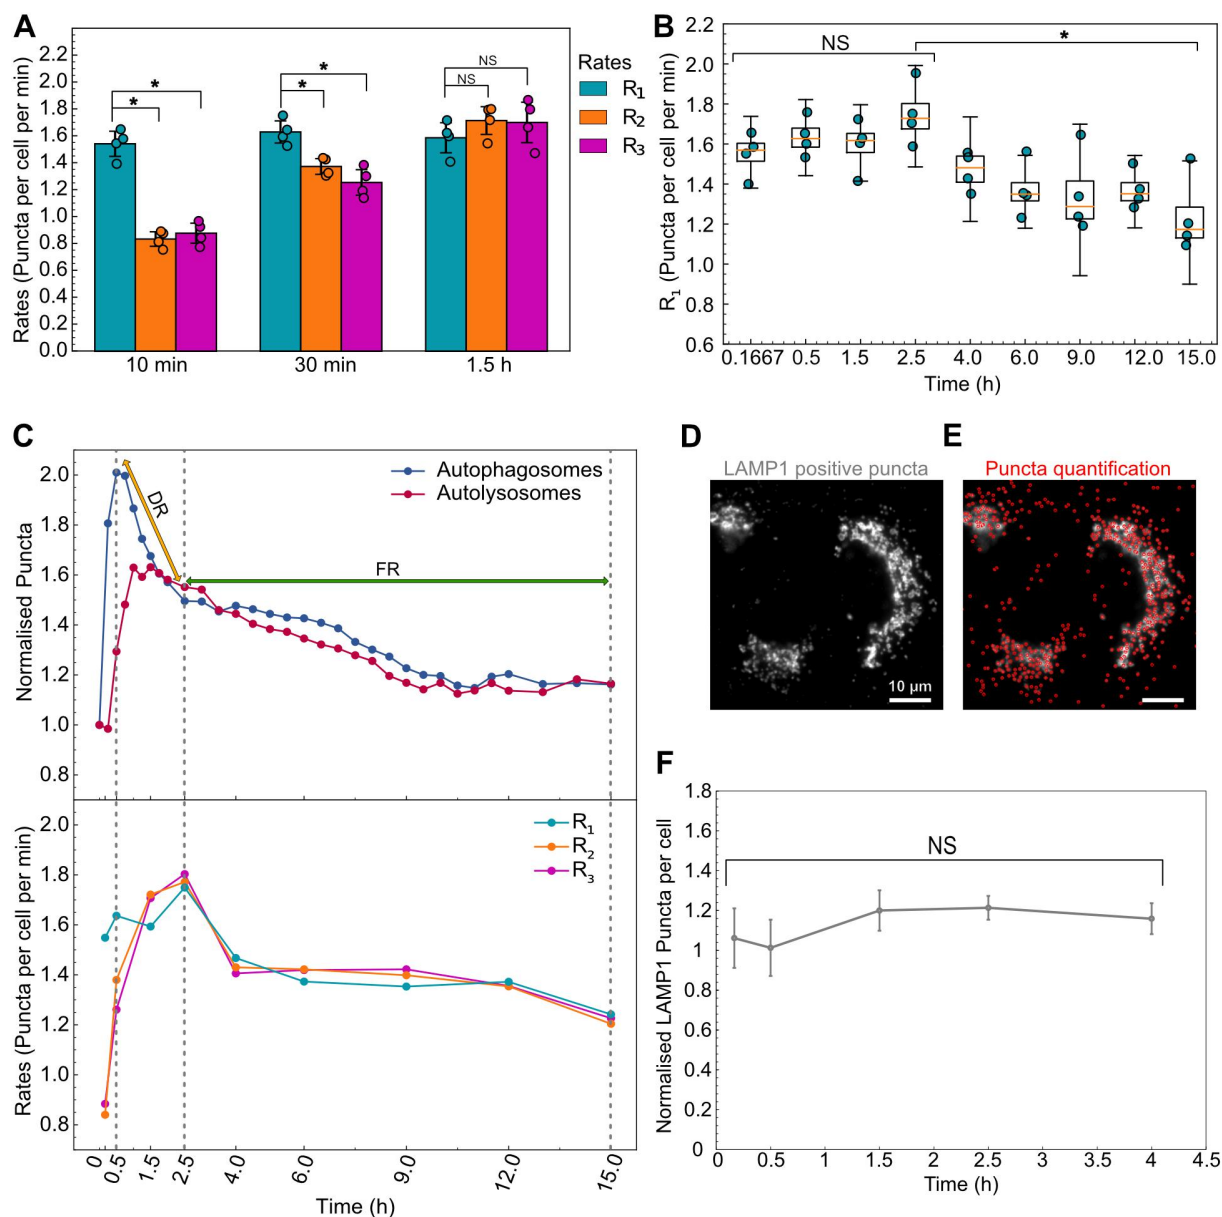 A
Rates (Puncta per cell per min)
2.2
2.0
1.8
1.6
1.4
1.2
1.0
0.8
0.6
0.4
0.2
0.0
*
*
*
*
NS
NS
10 min
30 min
1.5 h
Rates
R1
R2
R3
B
R1 (Puncta per cell per min)
2.2
2.0
1.8
1.6
1.4
1.2
1.0
0.8
0.6
NS
*
0.1667
0.5
1.5
2.5
4.0
6.0
9.0
12.0
15.0
Time (h)
C
Normalised Puncta
2.0
1.8
1.6
1.4
1.2
1.0
0.8
DR
FR
Autophagosomes
Autolysosomes
Rates (Puncta per cell per min)
2.0
1.8
1.6
1.4
1.2
1.0
0.8
R1
R2
R3
0
0.5
1.5
2.5
4.0
9.0
12.0
15.0
Time (h)
D
LAMP1 positive puncta
10 µm
E
Puncta quantification
F
Normalised LAMP1 Puncta per cell
1.8
1.6
1.4
1.2
1
0.8
0.6
0.4
0.2
0
NS
0
0.5
1
1.5
2
2.5
3
3.5
4
4.5
Time (h)